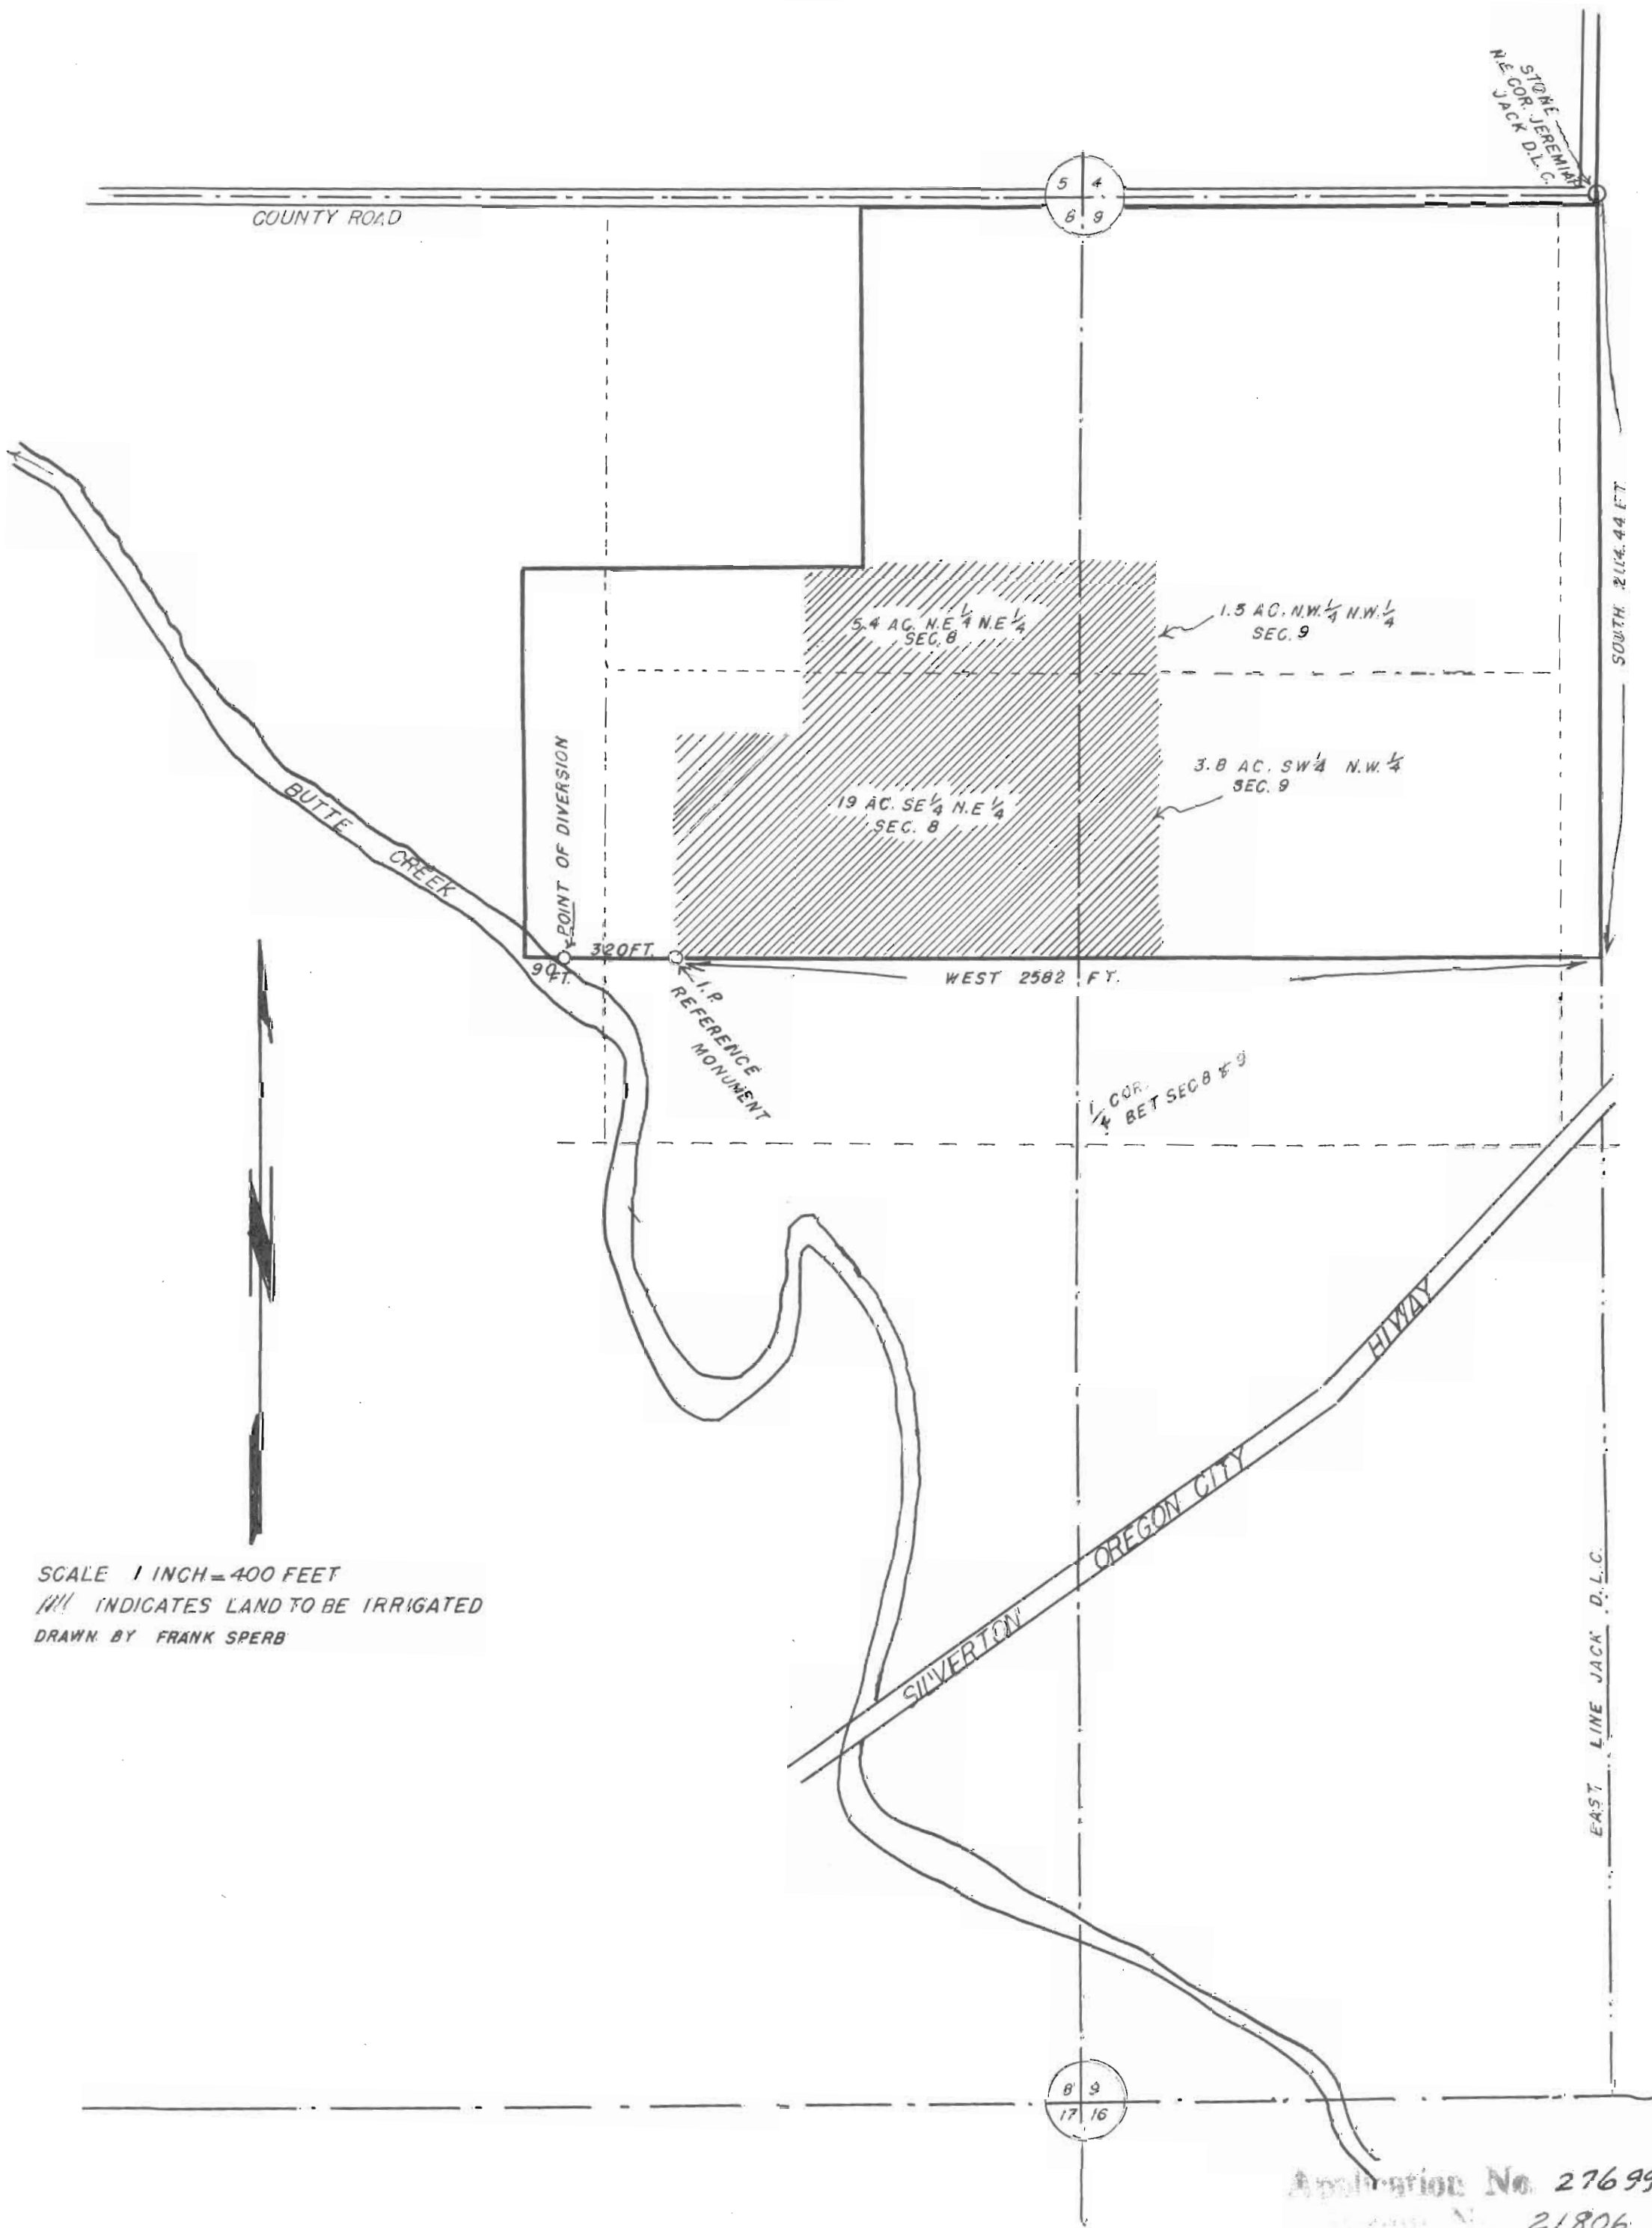 STONE
N.E. COR. JEREMIAH
JACK D.L.C.
5 4
8 9
COUNTY ROAD
SOUTH 2114.44 FT.
5.4 AC. N.E 1/4 N.E 1/4
SEC. 8
1.5 AC. N.W. 1/4 N.W. 1/4
SEC. 9
3.8 AC. SW 1/4 N.W. 1/4
SEC. 9
19 AC. SE 1/4 N.E 1/4
SEC. 8
POINT OF DIVERSION
BUTTE CREEK
320 FT.
90 FT.
WEST 2582 FT.
I.P.
REFERENCE
MONUMENT
1/4 COR.
BET SEC 8 & 9
N
SCALE 1 INCH = 400 FEET
INDICATES LAND TO BE IRRIGATED
DRAWN BY FRANK SPERB
SILVERTON OREGON CITY HIWAY
EAST LINE JACK D.L.C.
8 9
17 16
Application No. 27699
21806